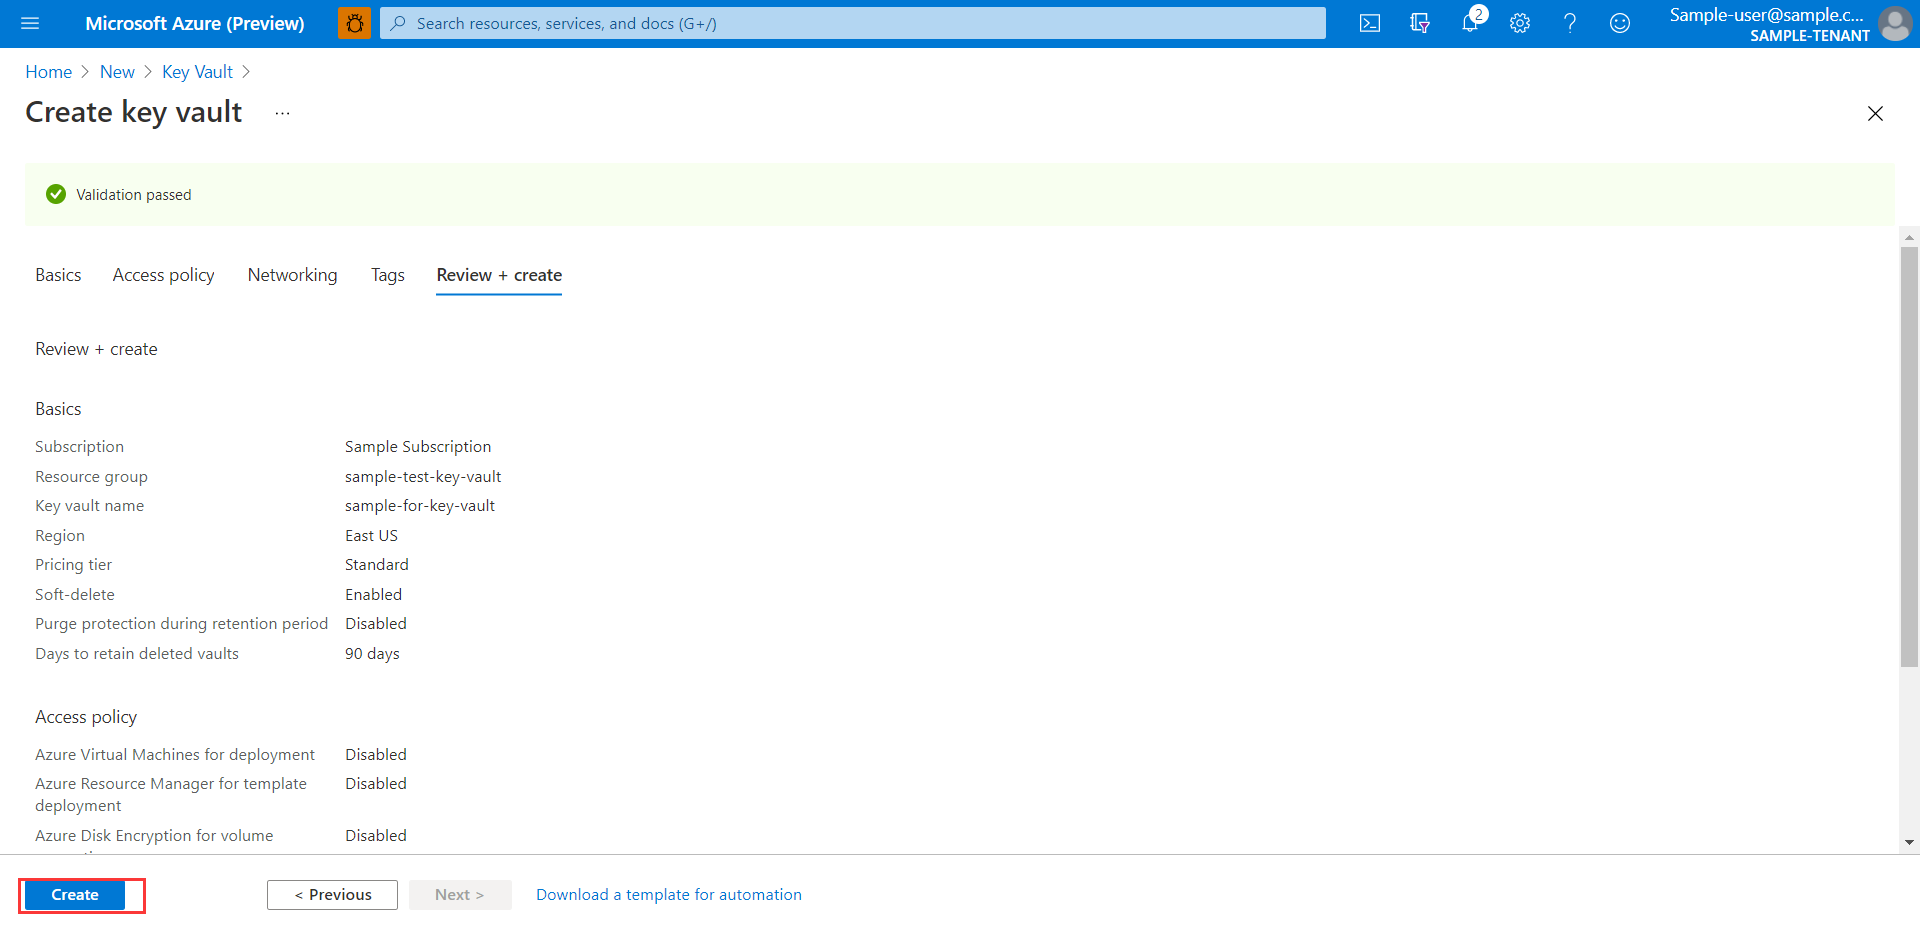 Microsoft Azure (Preview)
Search resources, services, and docs (G+/)
2
Sample-user@sample.c...
SAMPLE-TENANT
Home > New > Key Vault >
Create key vault ...
Validation passed
Basics Access policy Networking Tags Review + create
Review + create
Basics
Subscription Sample Subscription
Resource group sample-test-key-vault
Key vault name sample-for-key-vault
Region East US
Pricing tier Standard
Soft-delete Enabled
Purge protection during retention period Disabled
Days to retain deleted vaults 90 days
Access policy
Azure Virtual Machines for deployment Disabled
Azure Resource Manager for template Disabled
deployment
Azure Disk Encryption for volume Disabled
Create < Previous Next > Download a template for automation